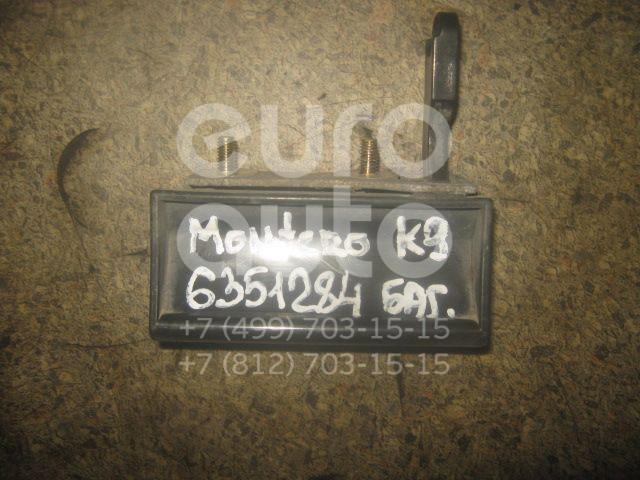 euro
auto
Montero K9
6351284 БАГ.
+7 (499) 703-15-15
+7 (812) 703-15-15